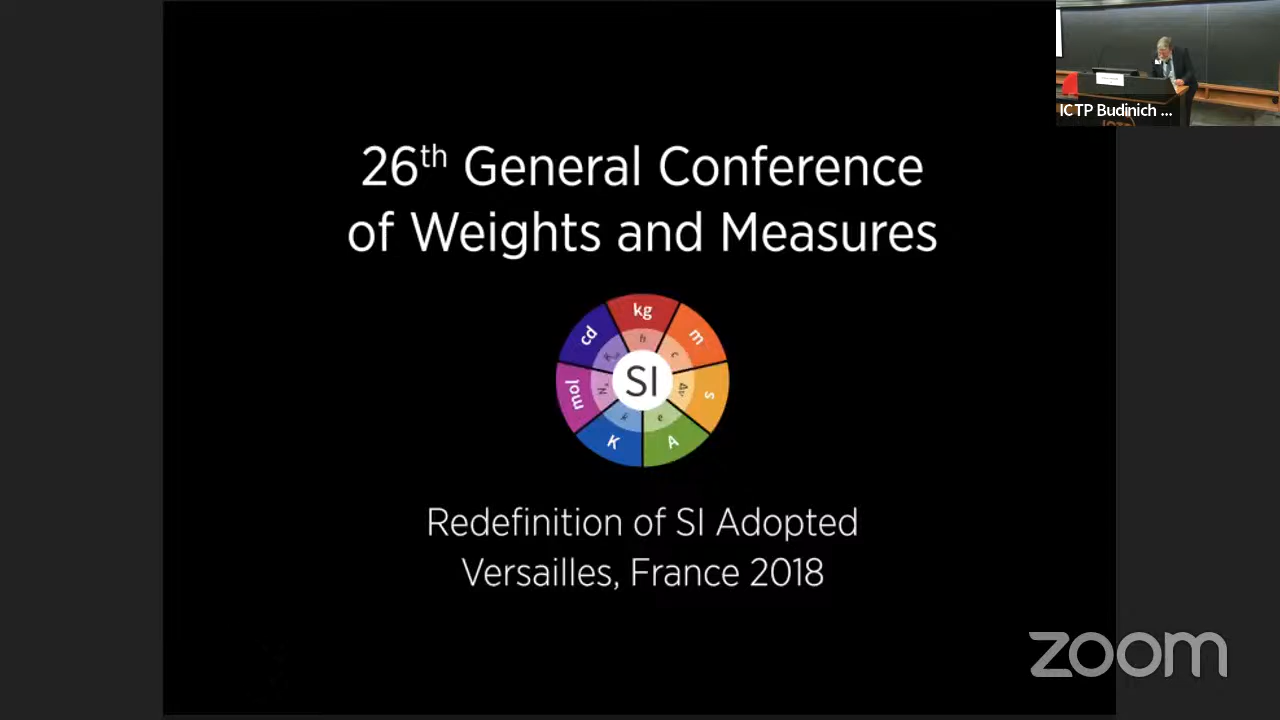 26th General Conference
of Weights and Measures
kg
m
s
A
K
mol
cd
h
c
Δν
e
k
SI
Redefinition of SI Adopted
Versailles, France 2018
ICTP Budinich ...
zoom